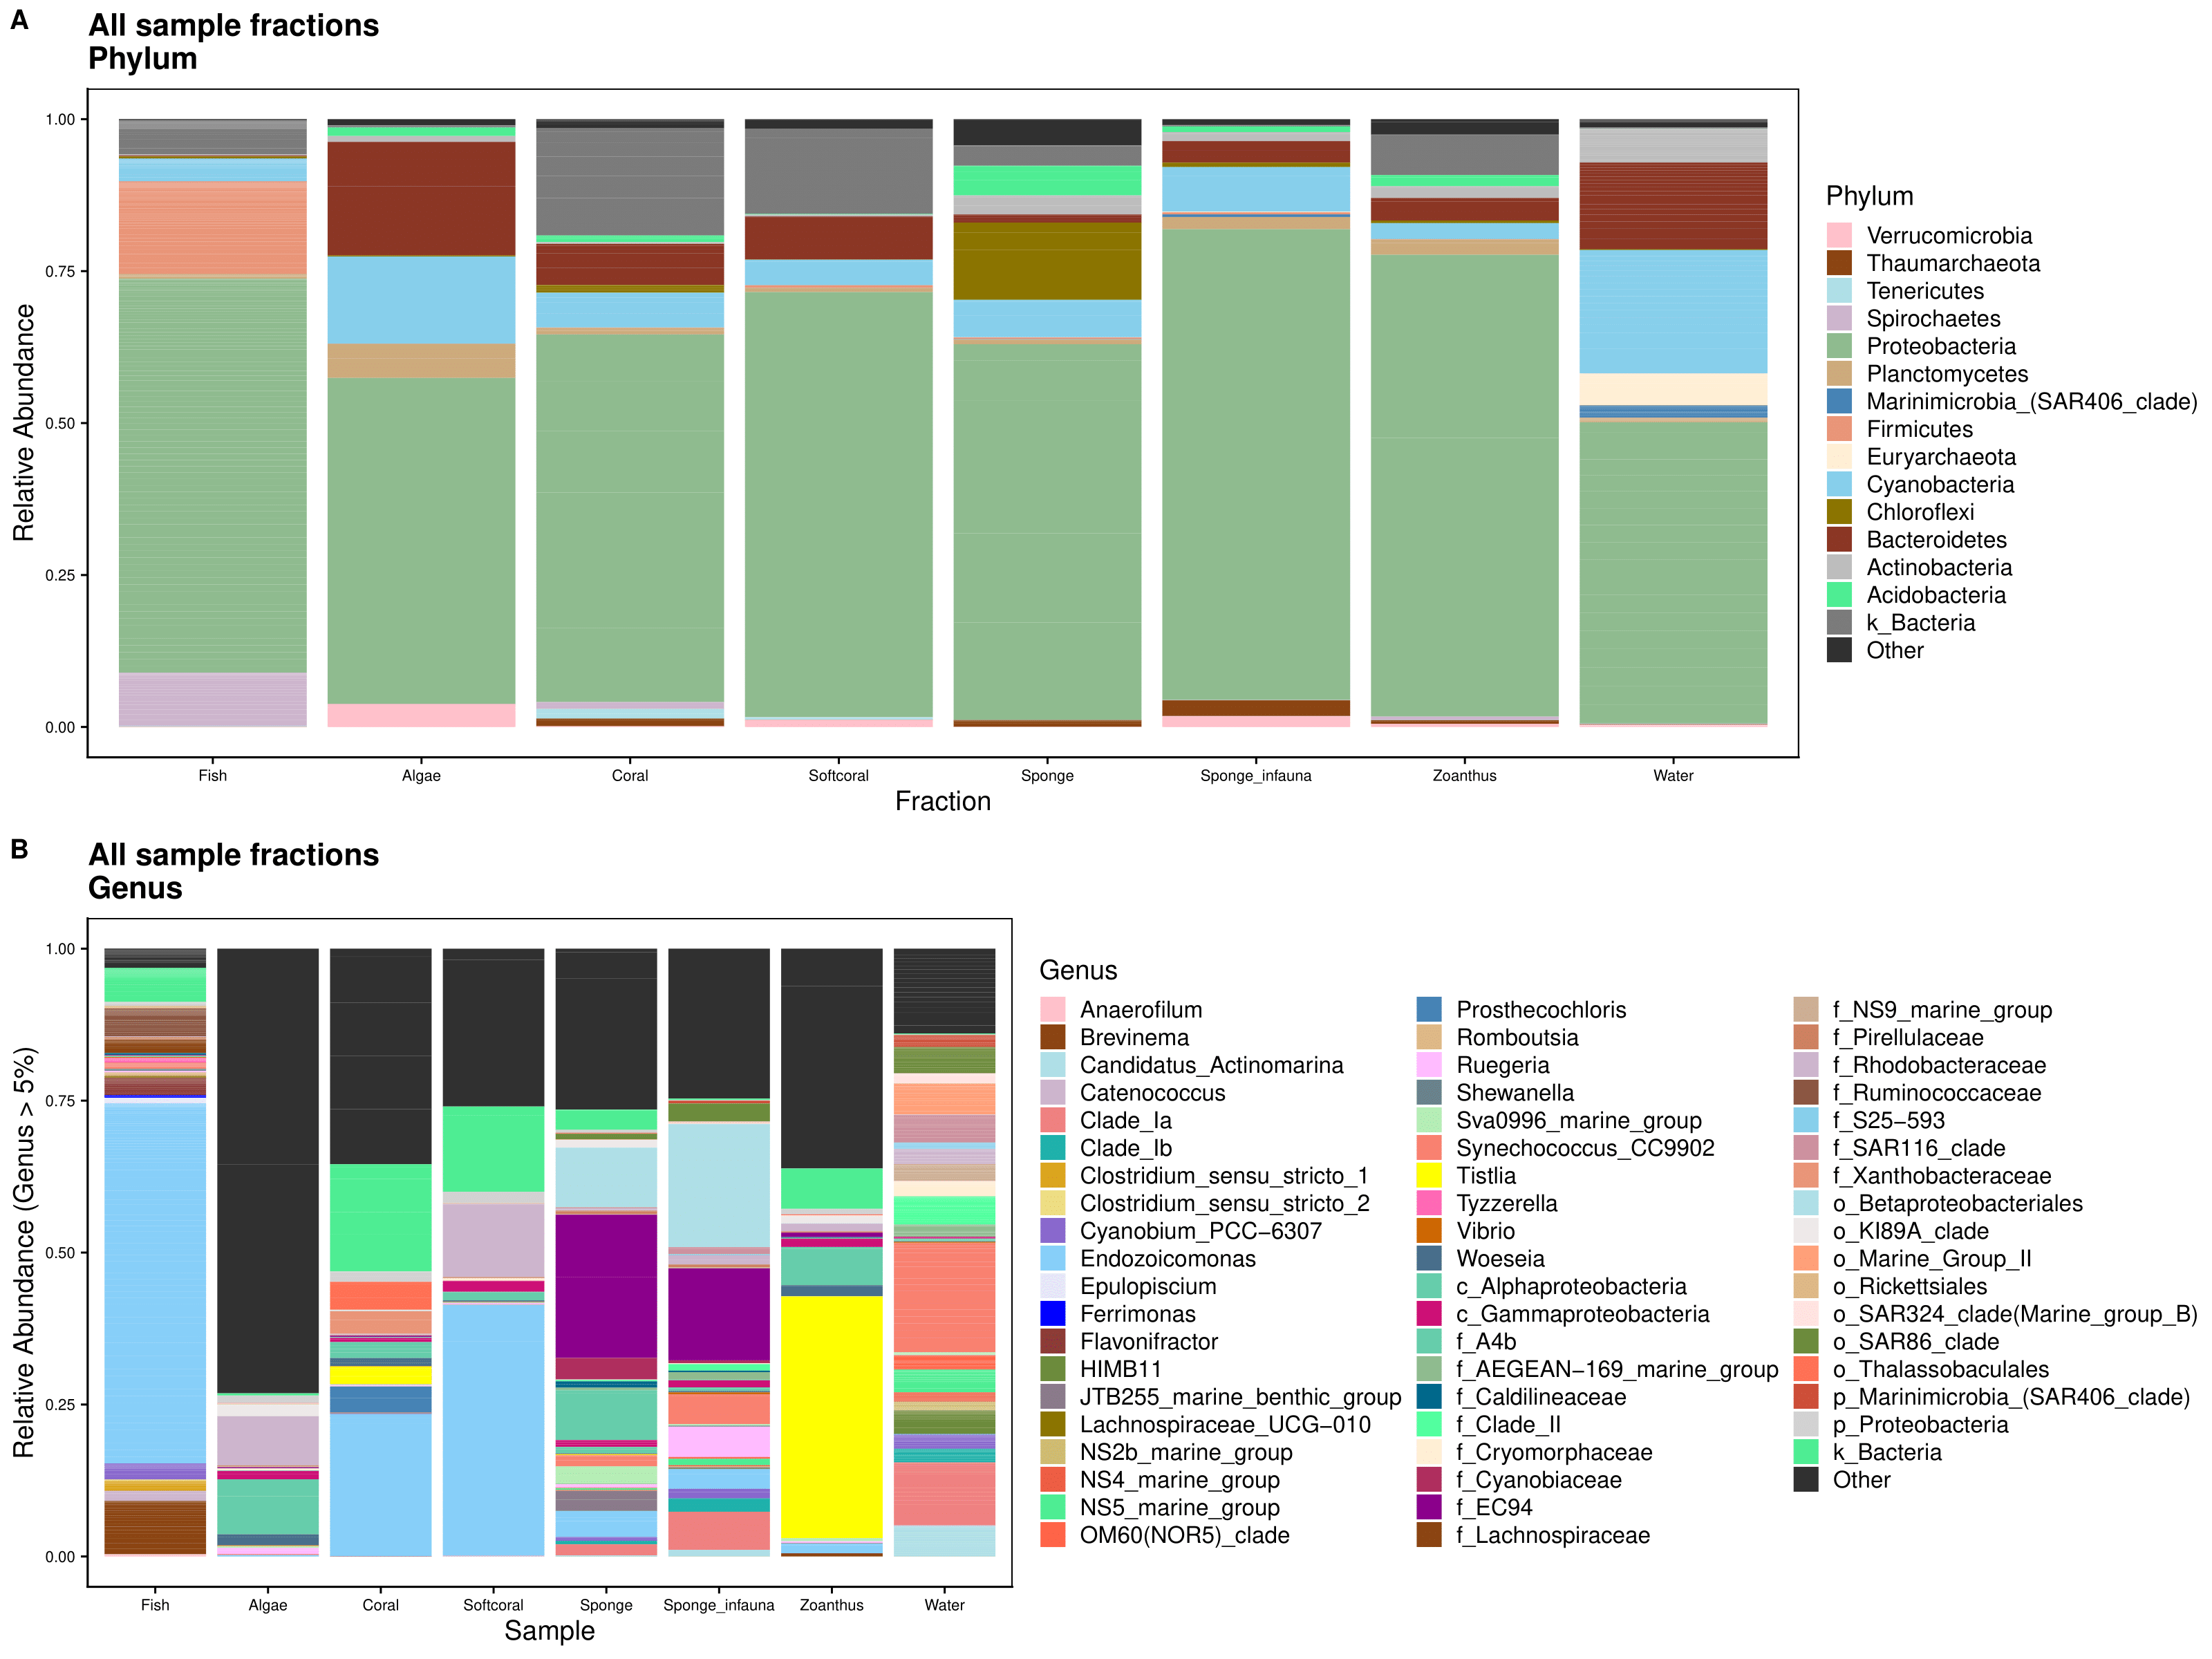 A
All sample fractions
Phylum
Relative Abundance
1.00
0.75
0.50
0.25
0.00
Fish
Algae
Coral
Softcoral
Sponge
Sponge_infauna
Zoanthus
Water
Fraction
Phylum
Verrucomicrobia
Thaumarchaeota
Tenericutes
Spirochaetes
Proteobacteria
Planctomycetes
Marinimicrobia_(SAR406_clade)
Firmicutes
Euryarchaeota
Cyanobacteria
Chloroflexi
Bacteroidetes
Actinobacteria
Acidobacteria
k_Bacteria
Other
B
All sample fractions
Genus
Relative Abundance (Genus > 5%)
1.00
0.75
0.50
0.25
0.00
Fish
Algae
Coral
Softcoral
Sponge
Sponge_infauna
Zoanthus
Water
Sample
Genus
Anaerofilum
Brevinema
Candidatus_Actinomarina
Catenococcus
Clade_Ia
Clade_Ib
Clostridium_sensu_stricto_1
Clostridium_sensu_stricto_2
Cyanobium_PCC−6307
Endozoicomonas
Epulopiscium
Ferrimonas
Flavonifractor
HIMB11
JTB255_marine_benthic_group
Lachnospiraceae_UCG−010
NS2b_marine_group
NS4_marine_group
NS5_marine_group
OM60(NOR5)_clade
Prosthecochloris
Romboutsia
Ruegeria
Shewanella
Sva0996_marine_group
Synechococcus_CC9902
Tistlia
Tyzzerella
Vibrio
Woeseia
c_Alphaproteobacteria
c_Gammaproteobacteria
f_A4b
f_AEGEAN−169_marine_group
f_Caldilineaceae
f_Clade_II
f_Cryomorphaceae
f_Cyanobiaceae
f_EC94
f_Lachnospiraceae
f_NS9_marine_group
f_Pirellulaceae
f_Rhodobacteraceae
f_Ruminococcaceae
f_S25−593
f_SAR116_clade
f_Xanthobacteraceae
o_Betaproteobacteriales
o_KI89A_clade
o_Marine_Group_II
o_Rickettsiales
o_SAR324_clade(Marine_group_B)
o_SAR86_clade
o_Thalassobaculales
p_Marinimicrobia_(SAR406_clade)
p_Proteobacteria
k_Bacteria
Other